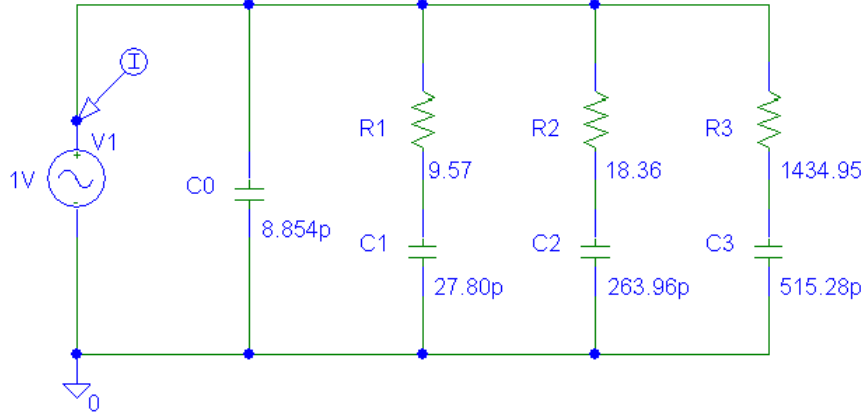 I
V1
1V
C0
8.854p
R1
9.57
C1
27.80p
R2
18.36
C2
263.96p
R3
1434.95
C3
515.28p
0